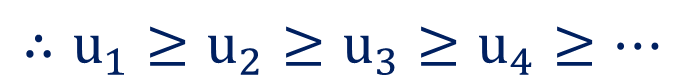 ∴ u₁ ≥ u₂ ≥ u₃ ≥ u₄ ≥ ⋯